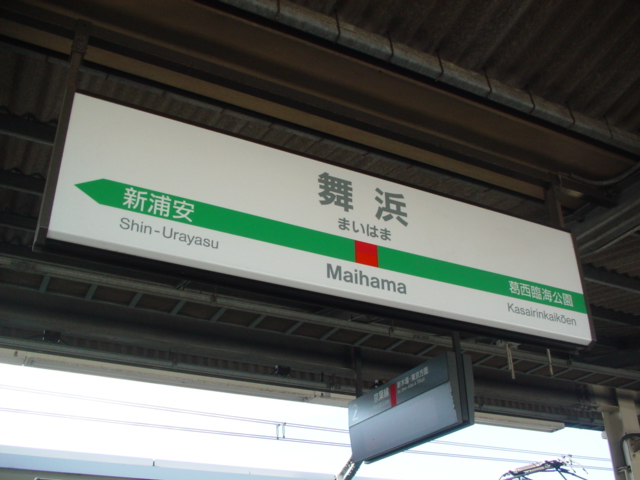 舞浜
まいはま
新浦安
Shin-Urayasu
Maihama
葛西臨海公園
Kasairinkaikōen
2